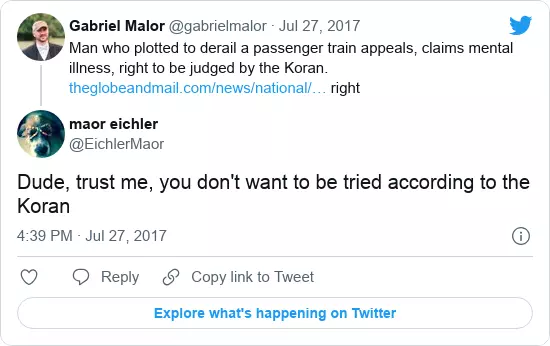 Gabriel Malor @gabrielmalor · Jul 27, 2017
Man who plotted to derail a passenger train appeals, claims mental
illness, right to be judged by the Koran.
theglobeandmail.com/news/national/… right
maor eichler
@EichlerMaor
Dude, trust me, you don't want to be tried according to the
Koran
4:39 PM · Jul 27, 2017
Reply Copy link to Tweet
Explore what's happening on Twitter